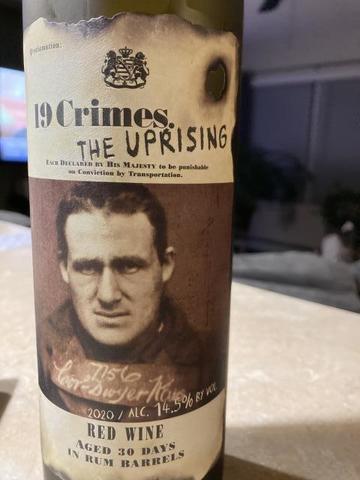 Proclamation:
19 Crimes.
THE UPRISING
Each Declared by His Majesty to be punishable
on Conviction by Transportation.
7156
2020 / ALC. 14.5% BY VOL.
RED WINE
AGED 30 DAYS
IN RUM BARRELS